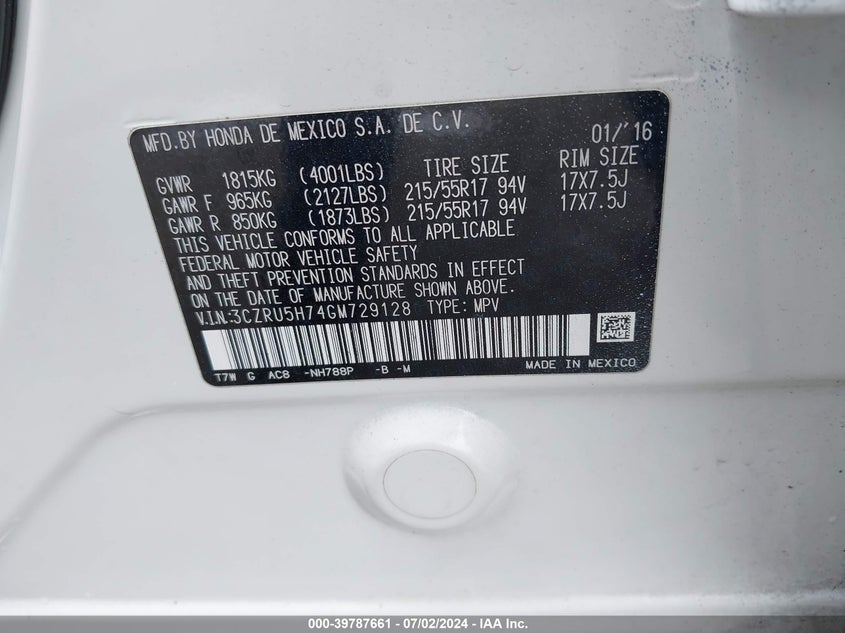 MFD.BY HONDA DE MEXICO S.A. DE C.V. 01/'16
TIRE SIZE RIM SIZE
GVWR 1815KG (4001LBS)
GAWR F 965KG (2127LBS) 215/55R17 94V 17X7.5J
GAWR R 850KG (1873LBS) 215/55R17 94V 17X7.5J
THIS VEHICLE CONFORMS TO ALL APPLICABLE
FEDERAL MOTOR VEHICLE SAFETY
AND THEFT PREVENTION STANDARDS IN EFFECT
ON THE DATE OF MANUFACTURE SHOWN ABOVE.
V.I.N:3CZRU5H74GM729128 TYPE: MPV
T7W G AC8 -NH788P -B -M MADE IN MEXICO
000-39787661 - 07/02/2024 - IAA Inc.